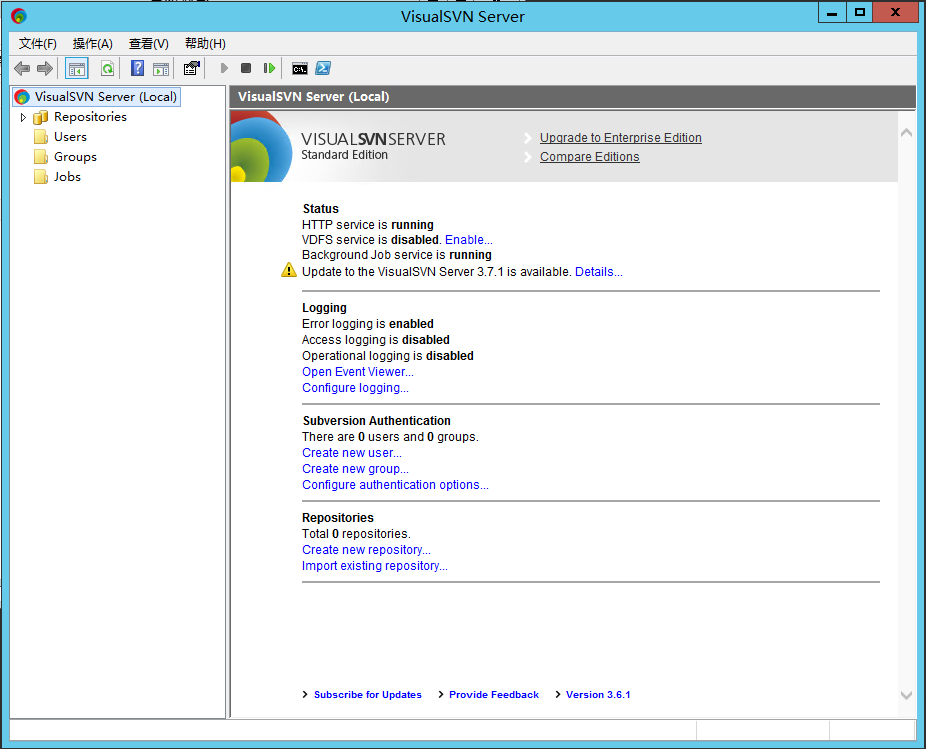 VisualSVN Server
文件(F) 操作(A) 查看(V) 帮助(H)
VisualSVN Server (Local)
Repositories
Users
Groups
Jobs
VisualSVN Server (Local)
VISUALSVNSERVER
Standard Edition
Upgrade to Enterprise Edition
Compare Editions
Status
HTTP service is running
VDFS service is disabled. Enable...
Background Job service is running
Update to the VisualSVN Server 3.7.1 is available. Details...
Logging
Error logging is enabled
Access logging is disabled
Operational logging is disabled
Open Event Viewer...
Configure logging...
Subversion Authentication
There are 0 users and 0 groups.
Create new user...
Create new group...
Configure authentication options...
Repositories
Total 0 repositories.
Create new repository...
Import existing repository...
Subscribe for Updates Provide Feedback Version 3.6.1